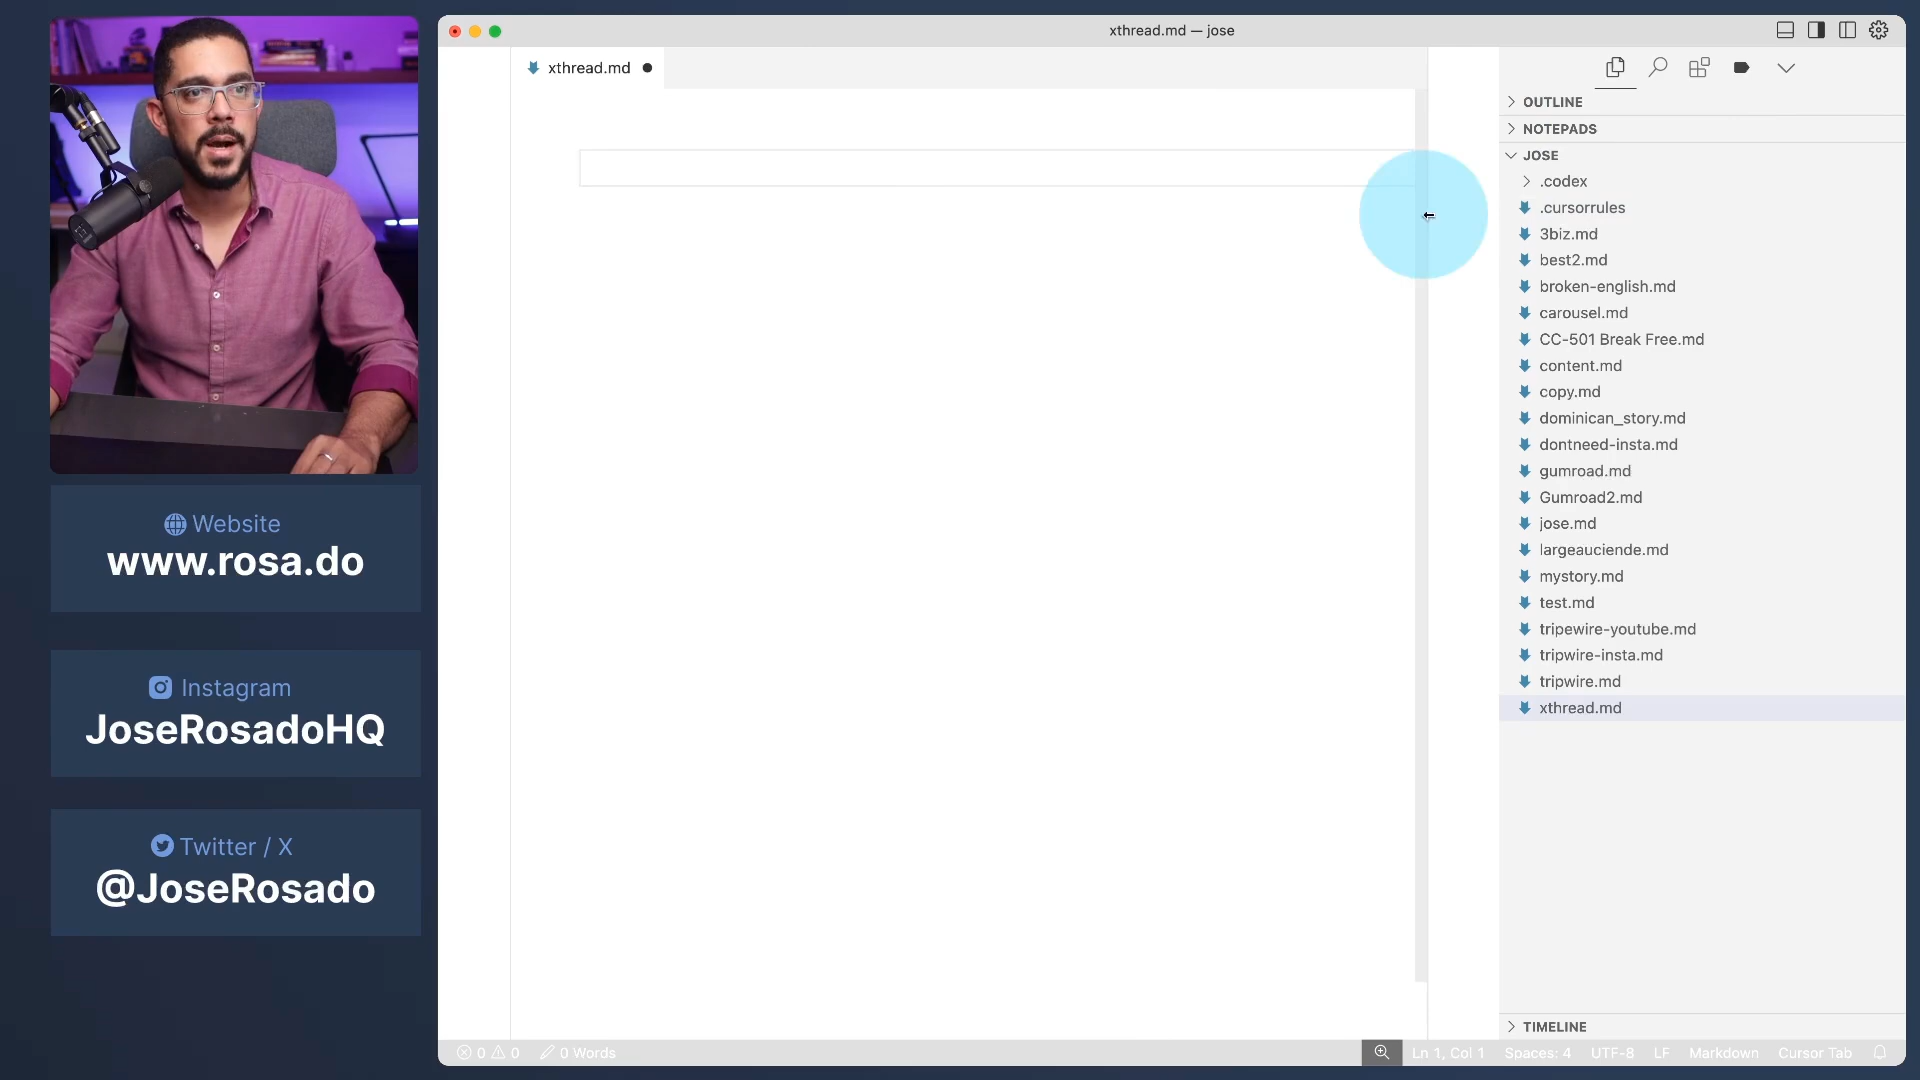 xthread.md — jose
xthread.md
OUTLINE
NOTEPADS
JOSE
.codex
.cursorrules
3biz.md
best2.md
broken-english.md
carousel.md
CC-501 Break Free.md
content.md
copy.md
dominican_story.md
dontneed-insta.md
gumroad.md
Gumroad2.md
jose.md
largeauciende.md
mystory.md
test.md
tripewire-youtube.md
tripwire-insta.md
tripwire.md
xthread.md
TIMELINE
0 0 0 Words
Ln 1, Col 1 Spaces: 4 UTF-8 LF Markdown Cursor Tab
Website
www.rosa.do
Instagram
JoseRosadoHQ
Twitter / X
@JoseRosado